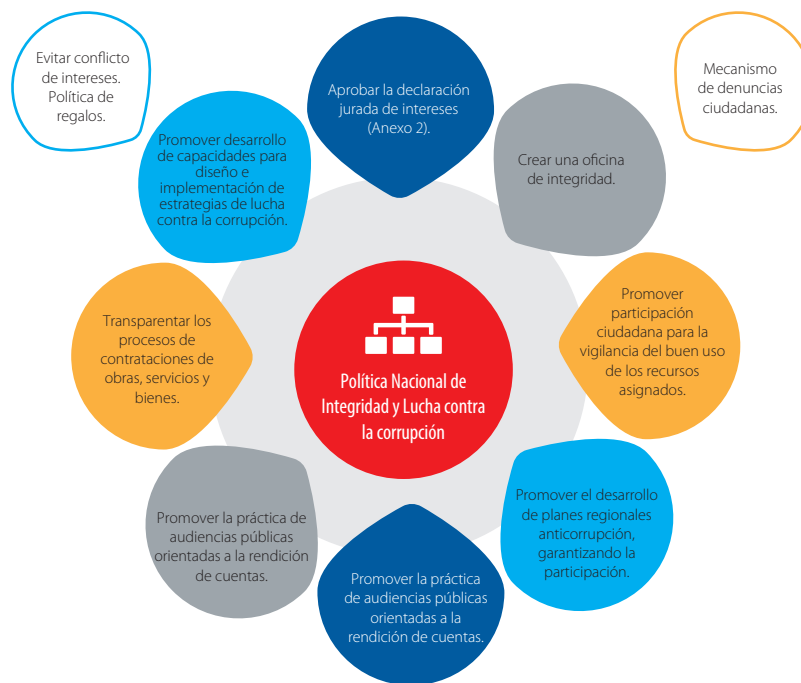 Evitar conflicto
de intereses.
Política de
regalos.
Aprobar la declaración
jurada de intereses
(Anexo 2).
Mecanismo
de denuncias
ciudadanas.
Promover desarrollo
de capacidades para
diseño e
implementación de
estrategias de lucha
contra la corrupción.
Crear una oficina
de integridad.
Transparentar los
procesos de
contrataciones de
obras, servicios y
bienes.
Política Nacional de
Integridad y Lucha contra
la corrupción
Promover
participación
ciudadana para la
vigilancia del buen uso
de los recursos
asignados.
Promover la práctica de
audiencias públicas
orientadas a la rendición
de cuentas.
Promover la práctica
de audiencias públicas
orientadas a la
rendición de cuentas.
Promover el desarrollo
de planes regionales
anticorrupción,
garantizando la
participación.